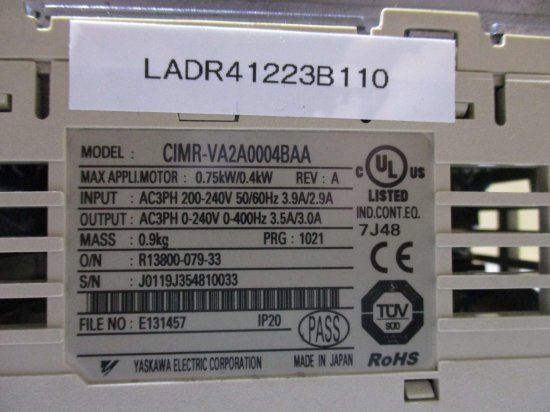 LADR41223B110
MODEL : CIMR-VA2A0004BAA
MAX APPLI.MOTOR : 0.75kW/0.4kW REV : A
INPUT : AC3PH 200-240V 50/60Hz 3.9A/2.9A
OUTPUT : AC3PH 0-240V 0-400Hz 3.5A/3.0A
MASS : 0.9kg PRG : 1021
O/N : R13800-079-33
S/N : J0119J354810033
FILE NO : E131457 IP20
PASS
YASKAWA ELECTRIC CORPORATION MADE IN JAPAN
C UL US
LISTED
IND.CONT.EQ.
7J48
CE
TÜV
RoHS